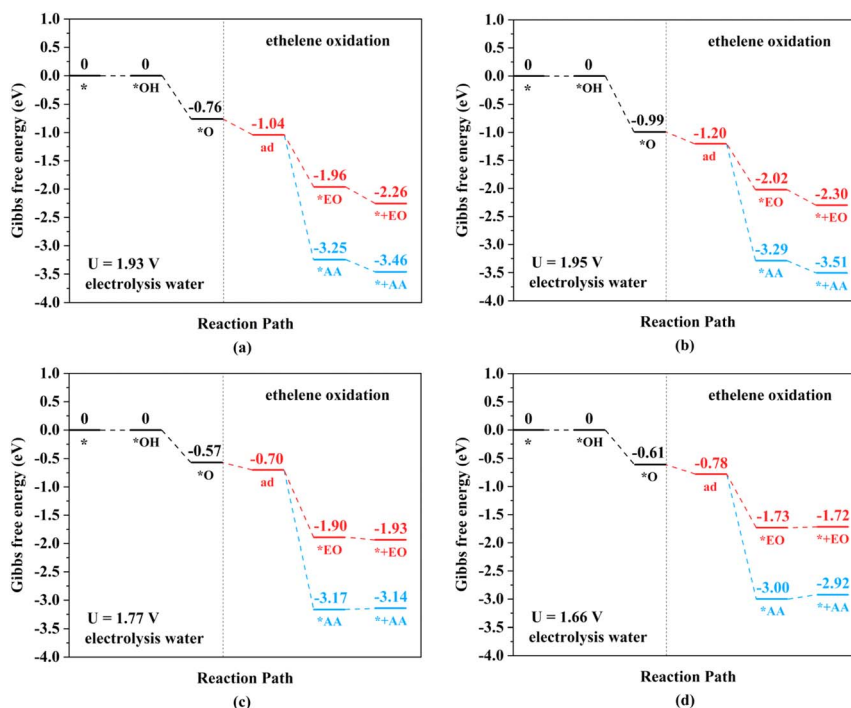 1.0
0.5
0.0
-0.5
-1.0
-1.5
-2.0
-2.5
-3.0
-3.5
-4.0
Gibbs free energy (eV)
ethelene oxidation
0 0
* *OH
-0.76
*O
-1.04
ad
-1.96
*EO
-2.26
*+EO
-3.25
*AA
-3.46
*+AA
U = 1.93 V
electrolysis water
Reaction Path
(a)
1.0
0.5
0.0
-0.5
-1.0
-1.5
-2.0
-2.5
-3.0
-3.5
-4.0
Gibbs free energy (eV)
ethelene oxidation
0 0
* *OH
-0.99
*O
-1.20
ad
-2.02
*EO
-2.30
*+EO
-3.29
*AA
-3.51
*+AA
U = 1.95 V
electrolysis water
Reaction Path
(b)
1.0
0.5
0.0
-0.5
-1.0
-1.5
-2.0
-2.5
-3.0
-3.5
-4.0
Gibbs free energy (eV)
ethelene oxidation
0 0
* *OH
-0.57
*O
-0.70
ad
-1.90
*EO
-1.93
*+EO
-3.17
*AA
-3.14
*+AA
U = 1.77 V
electrolysis water
Reaction Path
(c)
1.0
0.5
0.0
-0.5
-1.0
-1.5
-2.0
-2.5
-3.0
-3.5
-4.0
Gibbs free energy (eV)
ethelene oxidation
0 0
* *OH
-0.61
*O
-0.78
ad
-1.73
*EO
-1.72
*+EO
-3.00
*AA
-2.92
*+AA
U = 1.66 V
electrolysis water
Reaction Path
(d)